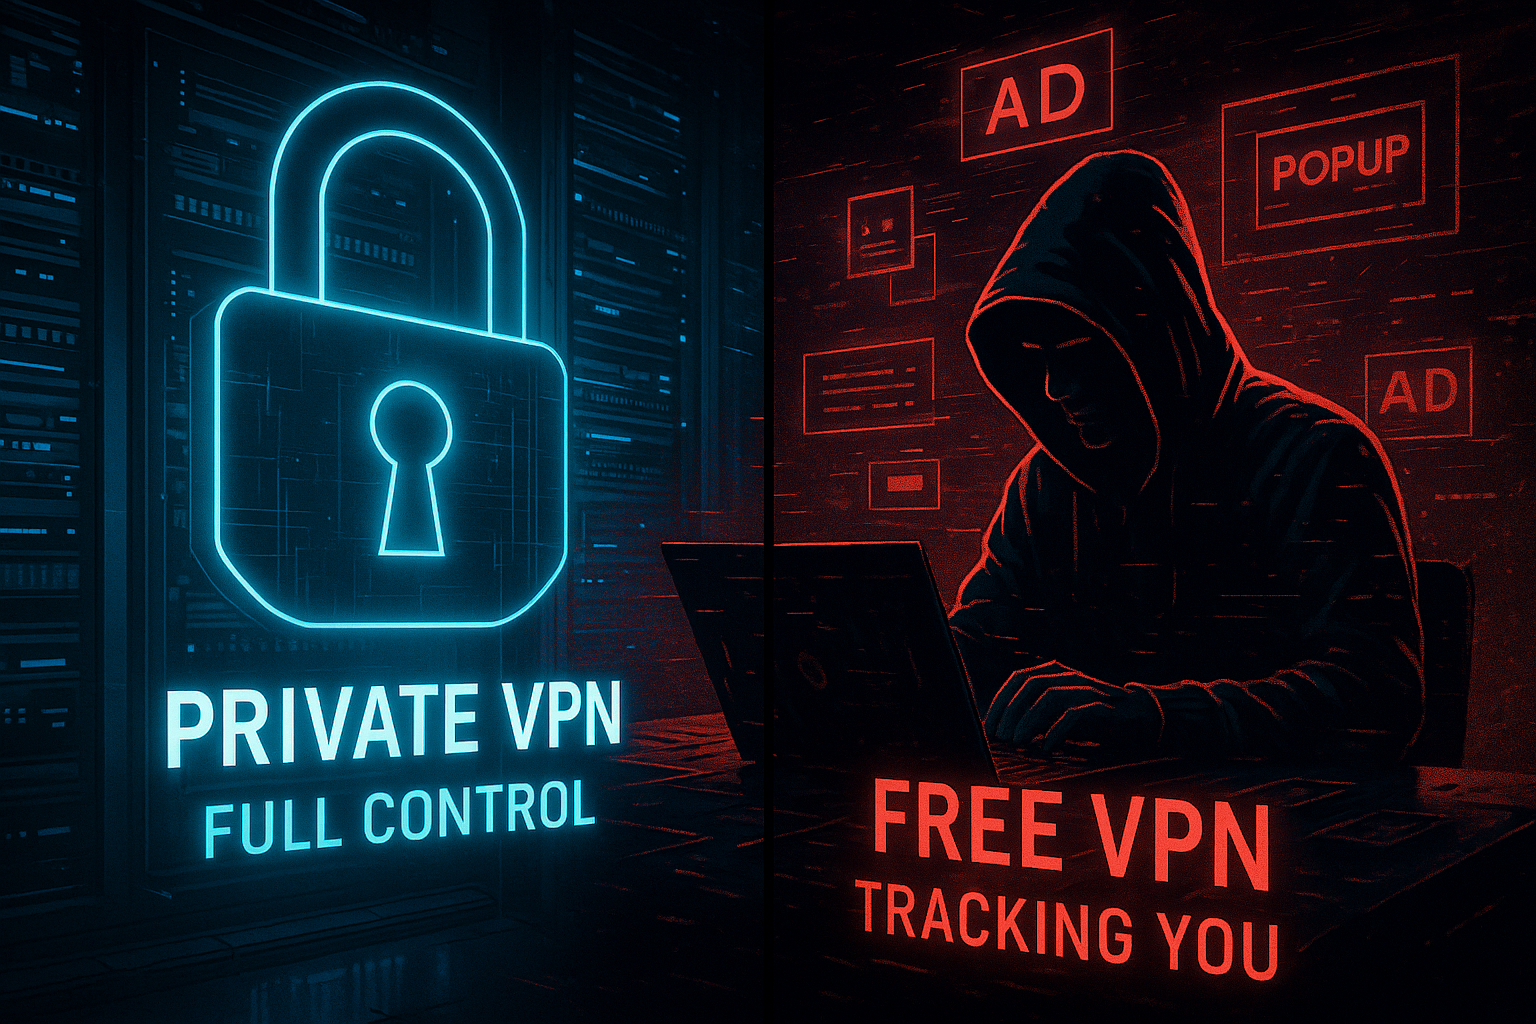 PRIVATE VPN
FULL CONTROL
AD
POPUP
AD
FREE VPN
TRACKING YOU